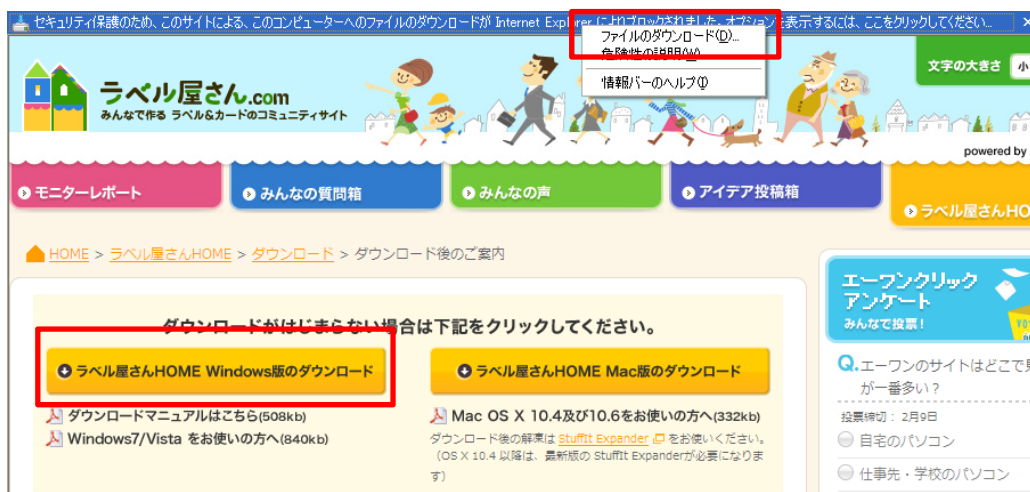 セキュリティ保護のため、このサイトによる、このコンピューターへのファイルのダウンロードが Internet Explorer によりブロックされました。オプションを表示するには、ここをクリックしてください...
ファイルのダウンロード(D)...
危険性の説明(W)
情報バーのヘルプ(I)
文字の大きさ 小
ラベル屋さん.com
みんなで作る ラベル&カードのコミュニティサイト
powered by
モニターレポート
みんなの質問箱
みんなの声
アイデア投稿箱
ラベル屋さんHO
HOME > ラベル屋さんHOME > ダウンロード > ダウンロード後のご案内
ダウンロードがはじまらない場合は下記をクリックしてください。
ラベル屋さんHOME Windows版のダウンロード
ダウンロードマニュアルはこちら(508kb)
Windows7/Vista をお使いの方へ(840kb)
ラベル屋さんHOME Mac版のダウンロード
Mac OS X 10.4及び10.6をお使いの方へ(332kb)
ダウンロード後の解凍は StuffIt Expander をお使いください。
(OS X 10.4 以降は、最新版の StuffIt Expanderが必要になりま
す)
エーワンクリック
アンケート
みんなで投票!
Q.エーワンのサイトはどこで見
が一番多い?
投票締切: 2月9日
自宅のパソコン
仕事先・学校のパソコン